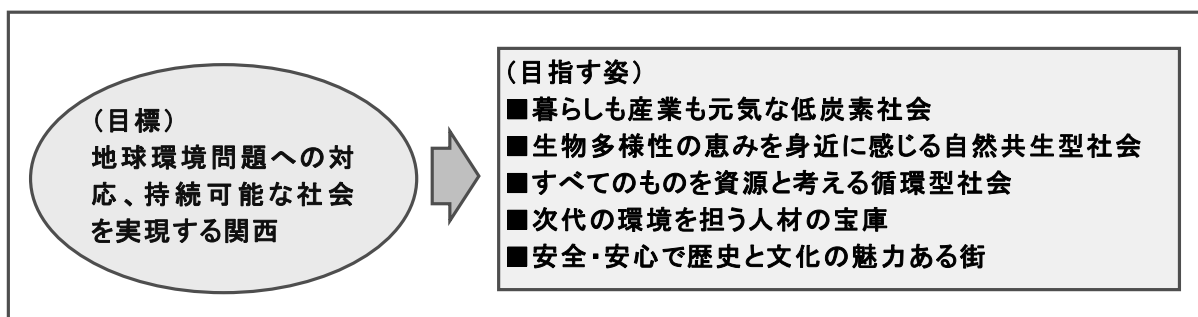 (目標)
地球環境問題への対
応、持続可能な社会
を実現する関西
(目指す姿)
■暮らしも産業も元気な低炭素社会
■生物多様性の恵みを身近に感じる自然共生型社会
■すべてのものを資源と考える循環型社会
■次代の環境を担う人材の宝庫
■安全・安心で歴史と文化の魅力ある街